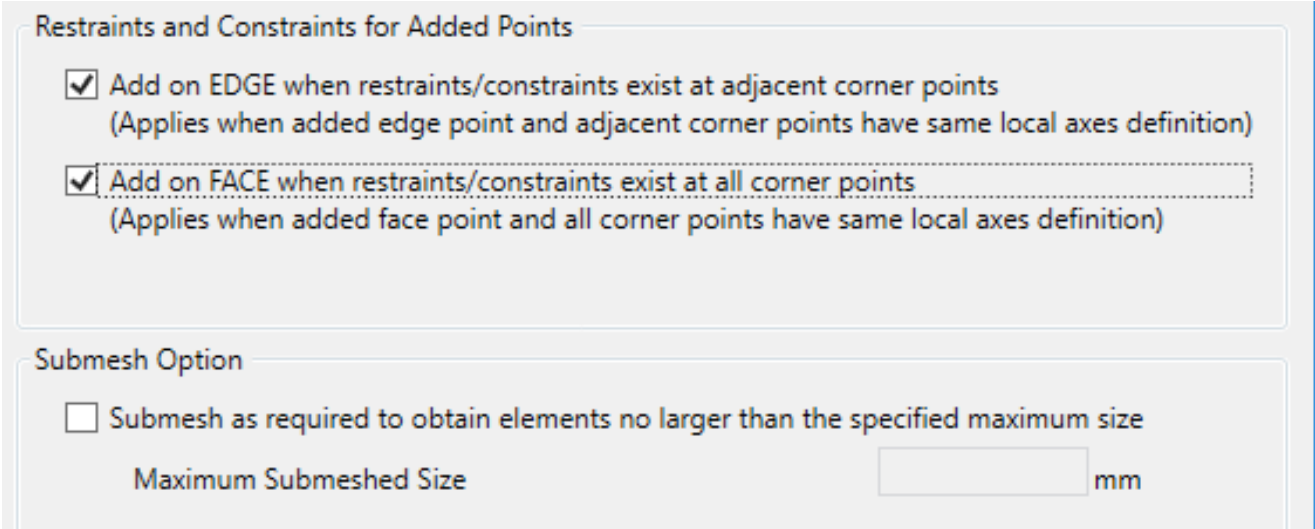 Restraints and Constraints for Added Points
Add on EDGE when restraints/constraints exist at adjacent corner points
(Applies when added edge point and adjacent corner points have same local axes definition)
Add on FACE when restraints/constraints exist at all corner points
(Applies when added face point and all corner points have same local axes definition)
Submesh Option
Submesh as required to obtain elements no larger than the specified maximum size
Maximum Submeshed Size mm